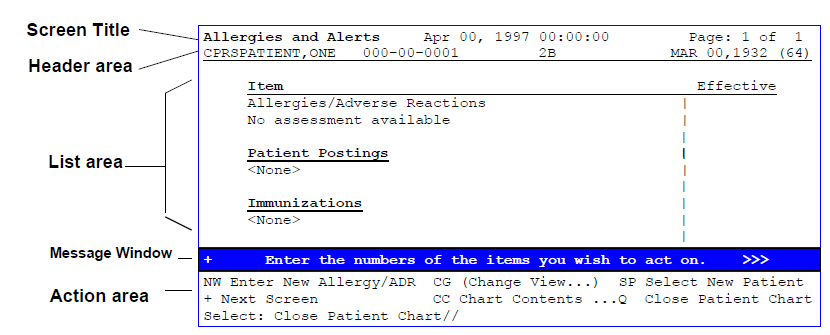 Screen Title
Allergies and Alerts Apr 00, 1997 00:00:00 Page: 1 of 1
Header area
CPRSPATIENT,ONE 000-00-0001 2B MAR 00,1932 (64)
Item Effective
Allergies/Adverse Reactions
No assessment available
List area
Patient Postings
<None>
Immunizations
<None>
Message Window
+ Enter the numbers of the items you wish to act on. >>>
Action area
NW Enter New Allergy/ADR CG (Change View...) SP Select New Patient
+ Next Screen CC Chart Contents ...Q Close Patient Chart
Select: Close Patient Chart//